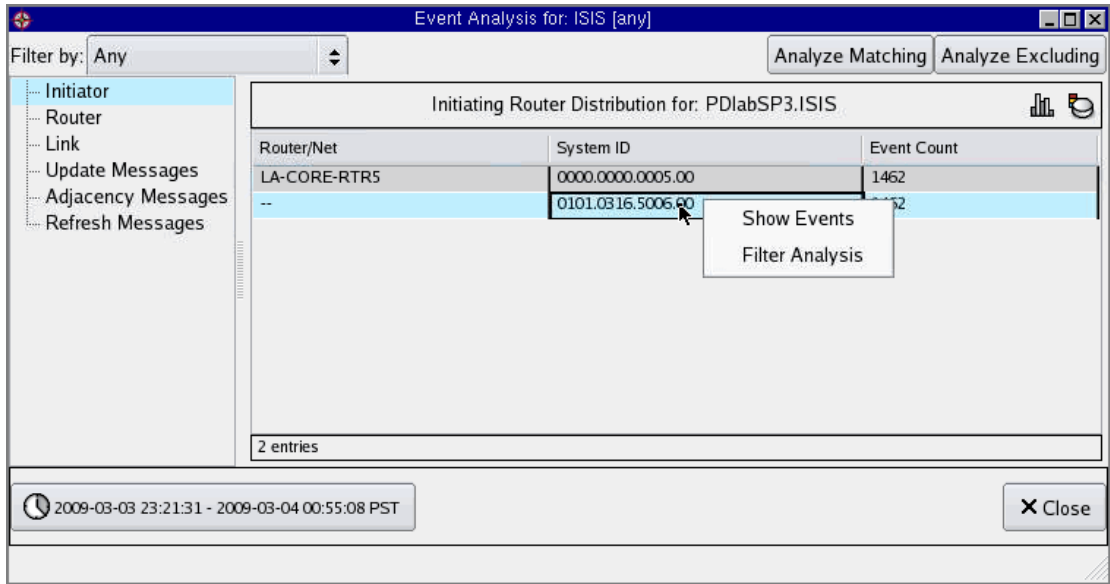 Event Analysis for: ISIS [any]
Filter by: Any Analyze Matching Analyze Excluding
Initiator
Router
Link
Update Messages
Adjacency Messages
Refresh Messages
Initiating Router Distribution for: PDlabSP3.ISIS
Router/Net System ID Event Count
LA-CORE-RTR5 0000.0000.0005.00 1462
-- 0101.0316.5006.00
Show Events
Filter Analysis
2 entries
2009-03-03 23:21:31 - 2009-03-04 00:55:08 PST
Close